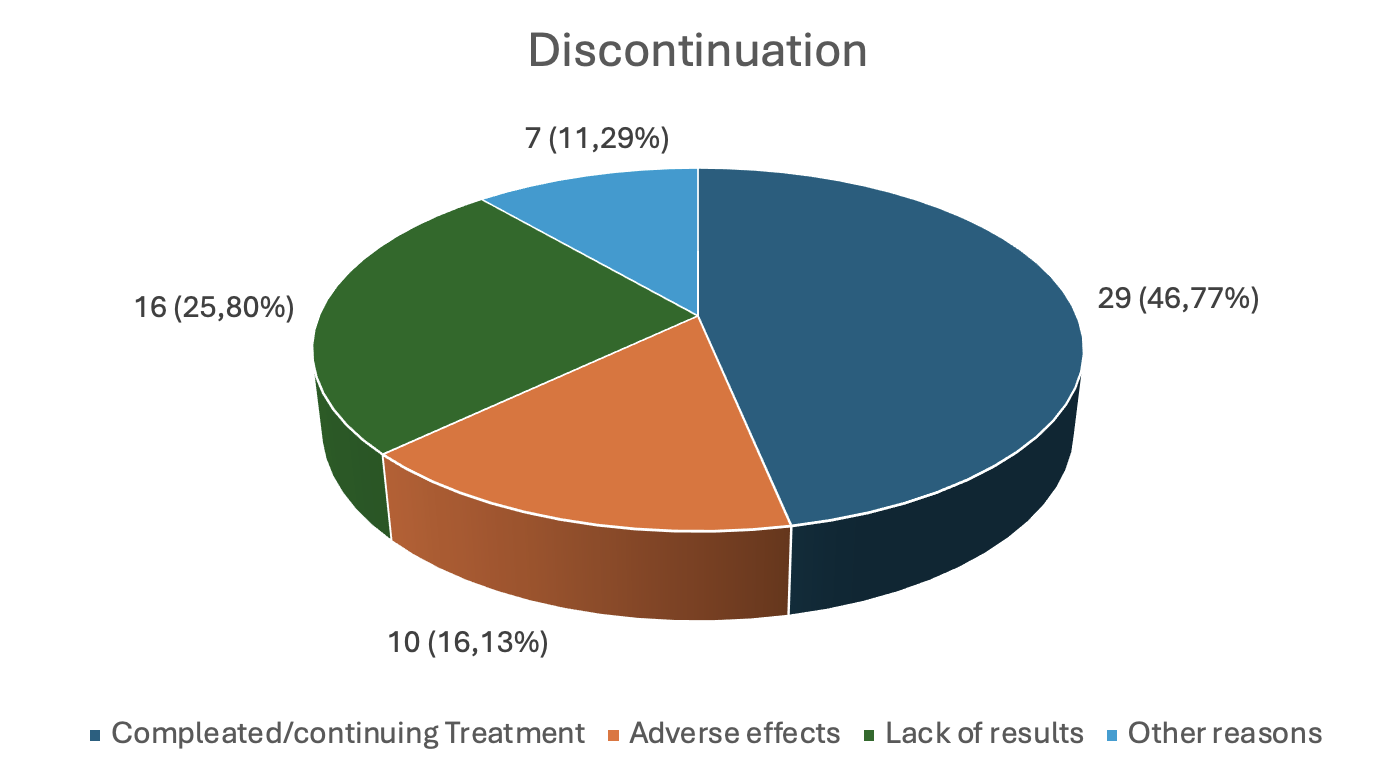 Discontinuation
7 (11,29%)
29 (46,77%)
16 (25,80%)
10 (16,13%)
Compleated/continuing Treatment Adverse effects Lack of results Other reasons